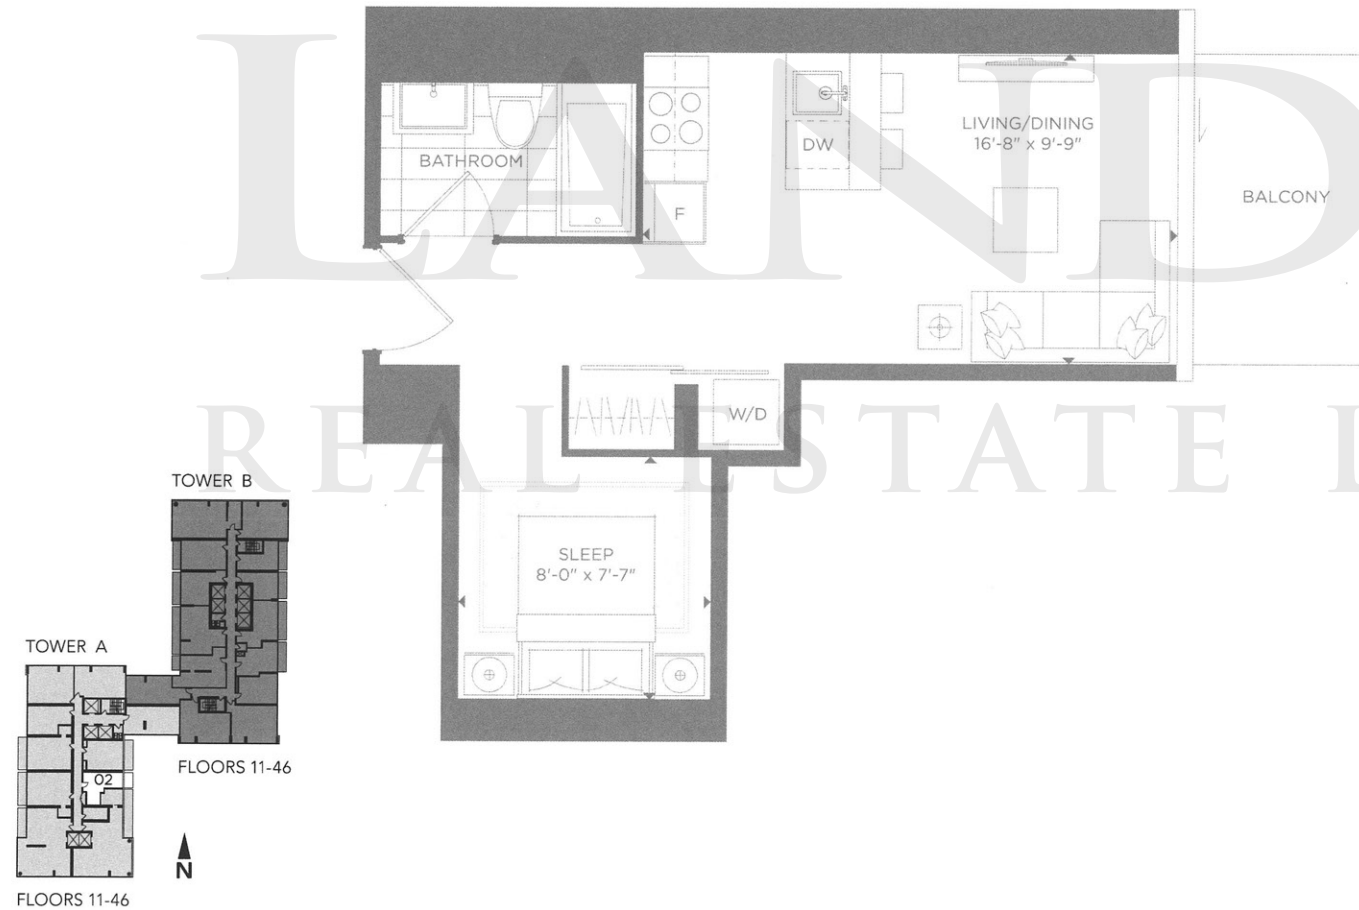 LAND
REAL ESTATE L
BATHROOM
F
DW
LIVING/DINING
16'-8" x 9'-9"
BALCONY
W/D
SLEEP
8'-0" x 7'-7"
TOWER B
TOWER A
02
FLOORS 11-46
N
FLOORS 11-46